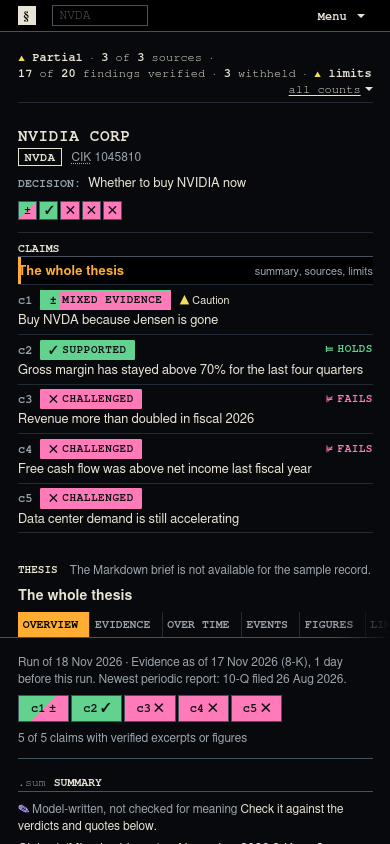 § NVDA Menu
▲ Partial · 3 of 3 sources ·
17 of 20 findings verified · 3 withheld · ▲ limits
all counts
NVIDIA CORP
NVDA CIK 1045810
DECISION: Whether to buy NVIDIA now
± ✓ ✕ ✕ ✕
CLAIMS
The whole thesis summary, sources, limits
c1 ± MIXED EVIDENCE ▲ Caution
Buy NVDA because Jensen is gone
c2 ✓ SUPPORTED ⊨ HOLDS
Gross margin has stayed above 70% for the last four quarters
c3 ✕ CHALLENGED ⊭ FAILS
Revenue more than doubled in fiscal 2026
c4 ✕ CHALLENGED ⊭ FAILS
Free cash flow was above net income last fiscal year
c5 ✕ CHALLENGED
Data center demand is still accelerating
THESIS The Markdown brief is not available for the sample record.
The whole thesis
OVERVIEW EVIDENCE OVER TIME EVENTS FIGURES
Run of 18 Nov 2026 · Evidence as of 17 Nov 2026 (8-K), 1 day
before this run. Newest periodic report: 10-Q filed 26 Aug 2026.
c1 ± c2 ✓ c3 ✕ c4 ✕ c5 ✕
5 of 5 claims with verified excerpts or figures
.sum SUMMARY
✎ Model-written, not checked for meaning Check it against the
verdicts and quotes below.